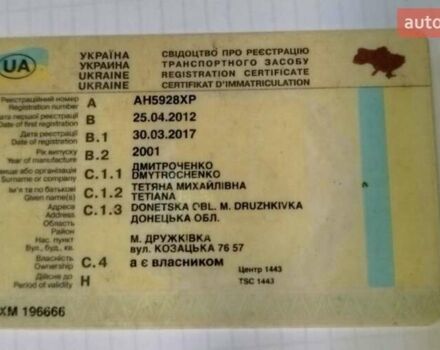 auto
UA
УКРАЇНА СВІДОЦТВО ПРО РЕЄСТРАЦІЮ
УКРАИНА ТРАНСПОРТНОГО ЗАСОБУ
UKRAINE REGISTRATION CERTIFICATE
UKRAINE CERTIFIKAT D'IMMATRICULATION
Реєстраційний номер A AH5928XP
Registration number
Дата першої реєстрації B 25.04.2012
Date of first registration
Дата реєстрації B.1 30.03.2017
Date of registration
Рік випуску B.2 2001
Year of manufacture
вище або організація C.1.1 ДМИТРОЧЕНКО
Surname or company DMYTROCHENKO
Ім'я та по батькові C.1.2 ТЕТЯНА МИХАЙЛІВНА
Given name(s) TETIANA
Адреса C.1.3 DONETSKA OBL. M. DRUZHKIVKA
Address ДОНЕЦЬКА ОБЛ.
Область
Район
Нас. пункт М. ДРУЖКІВКА
Вул., буд., кв. вул. КОЗАЦЬКА 76 57
Власність C.4 а є власником Центр 1443
Ownership
Дійсне до H TSC 1443
Period of validity
XM 196666